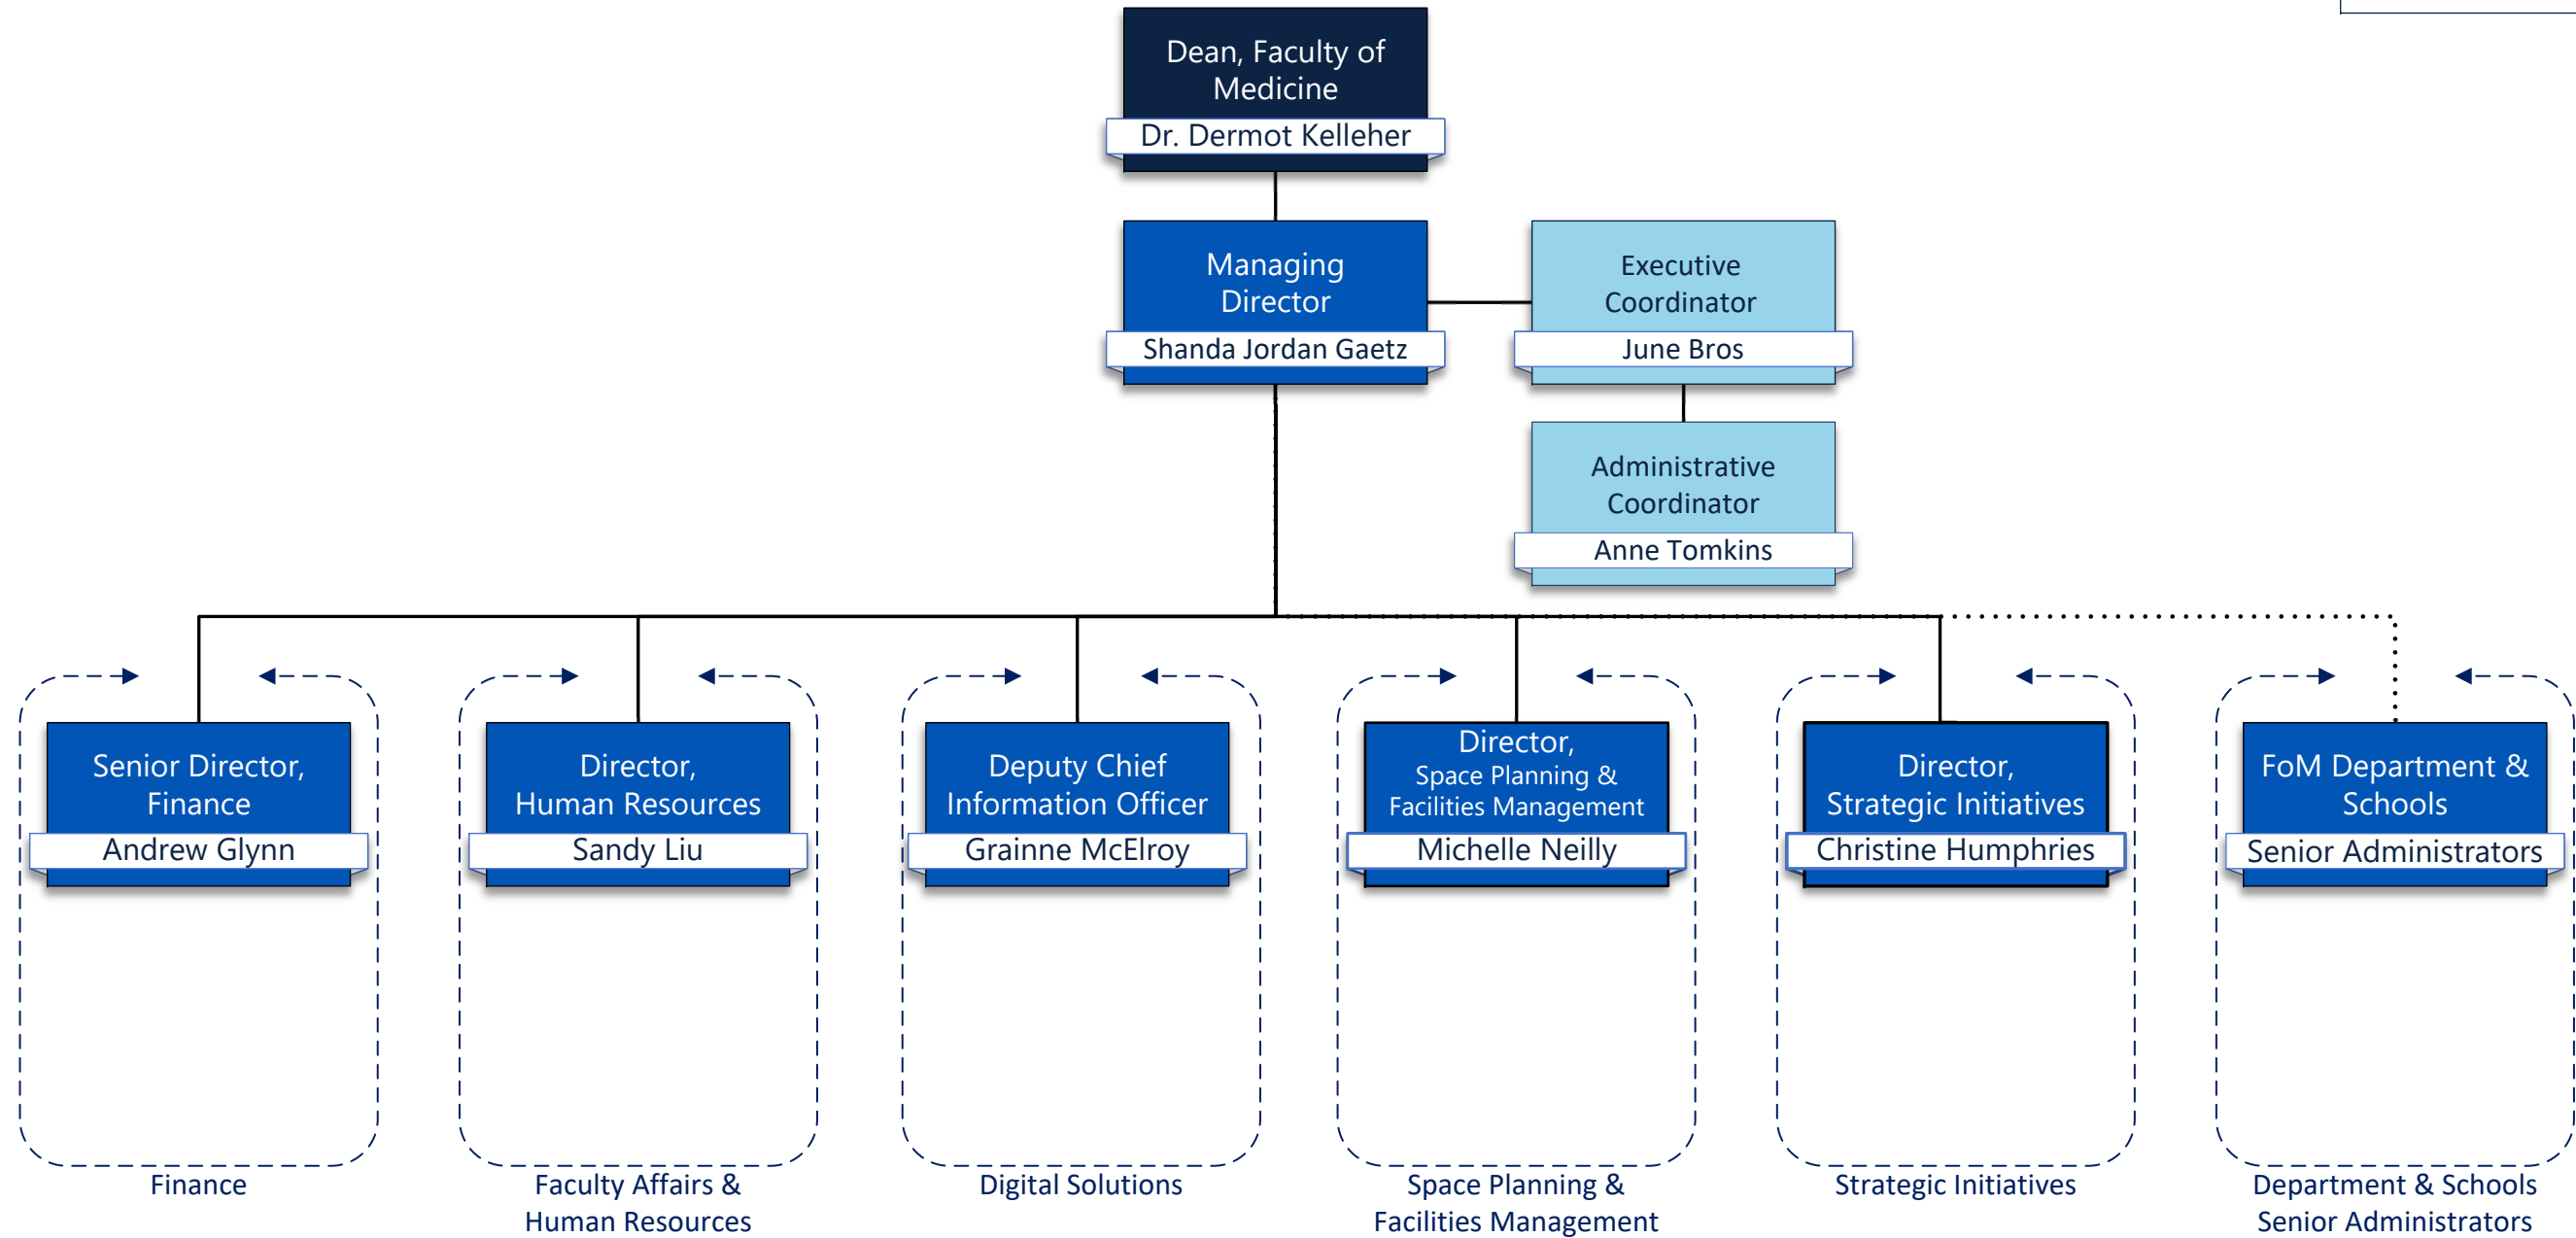 Dean, Faculty of
Medicine
Dr. Dermot Kelleher
Managing
Director
Shanda Jordan Gaetz
Executive
Coordinator
June Bros
Administrative
Coordinator
Anne Tomkins
Senior Director,
Finance
Andrew Glynn
Director,
Human Resources
Sandy Liu
Deputy Chief
Information Officer
Grainne McElroy
Director,
Space Planning &
Facilities Management
Michelle Neilly
Director,
Strategic Initiatives
Christine Humphries
FoM Department &
Schools
Senior Administrators
Finance
Faculty Affairs &
Human Resources
Digital Solutions
Space Planning &
Facilities Management
Strategic Initiatives
Department & Schools
Senior Administrators